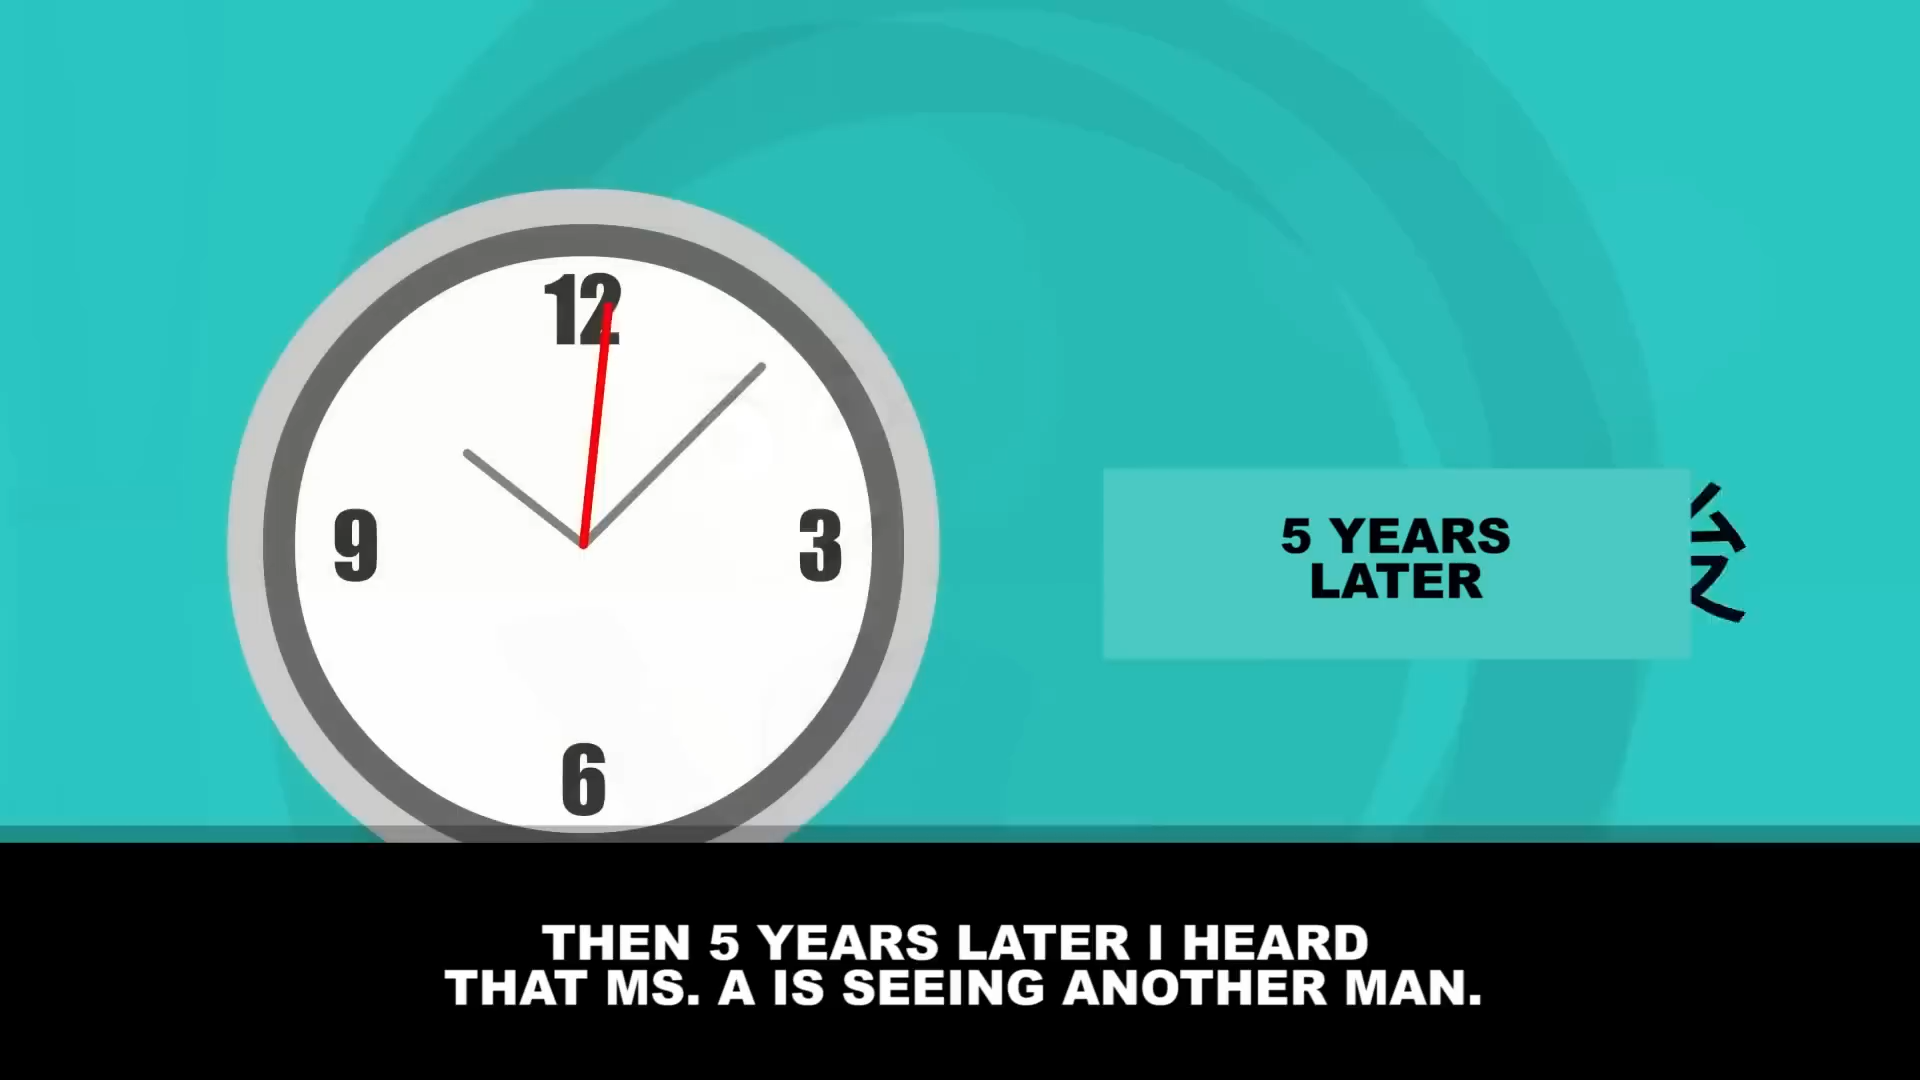 12
9
3
6
5 YEARS
LATER
THEN 5 YEARS LATER I HEARD
THAT MS. A IS SEEING ANOTHER MAN.